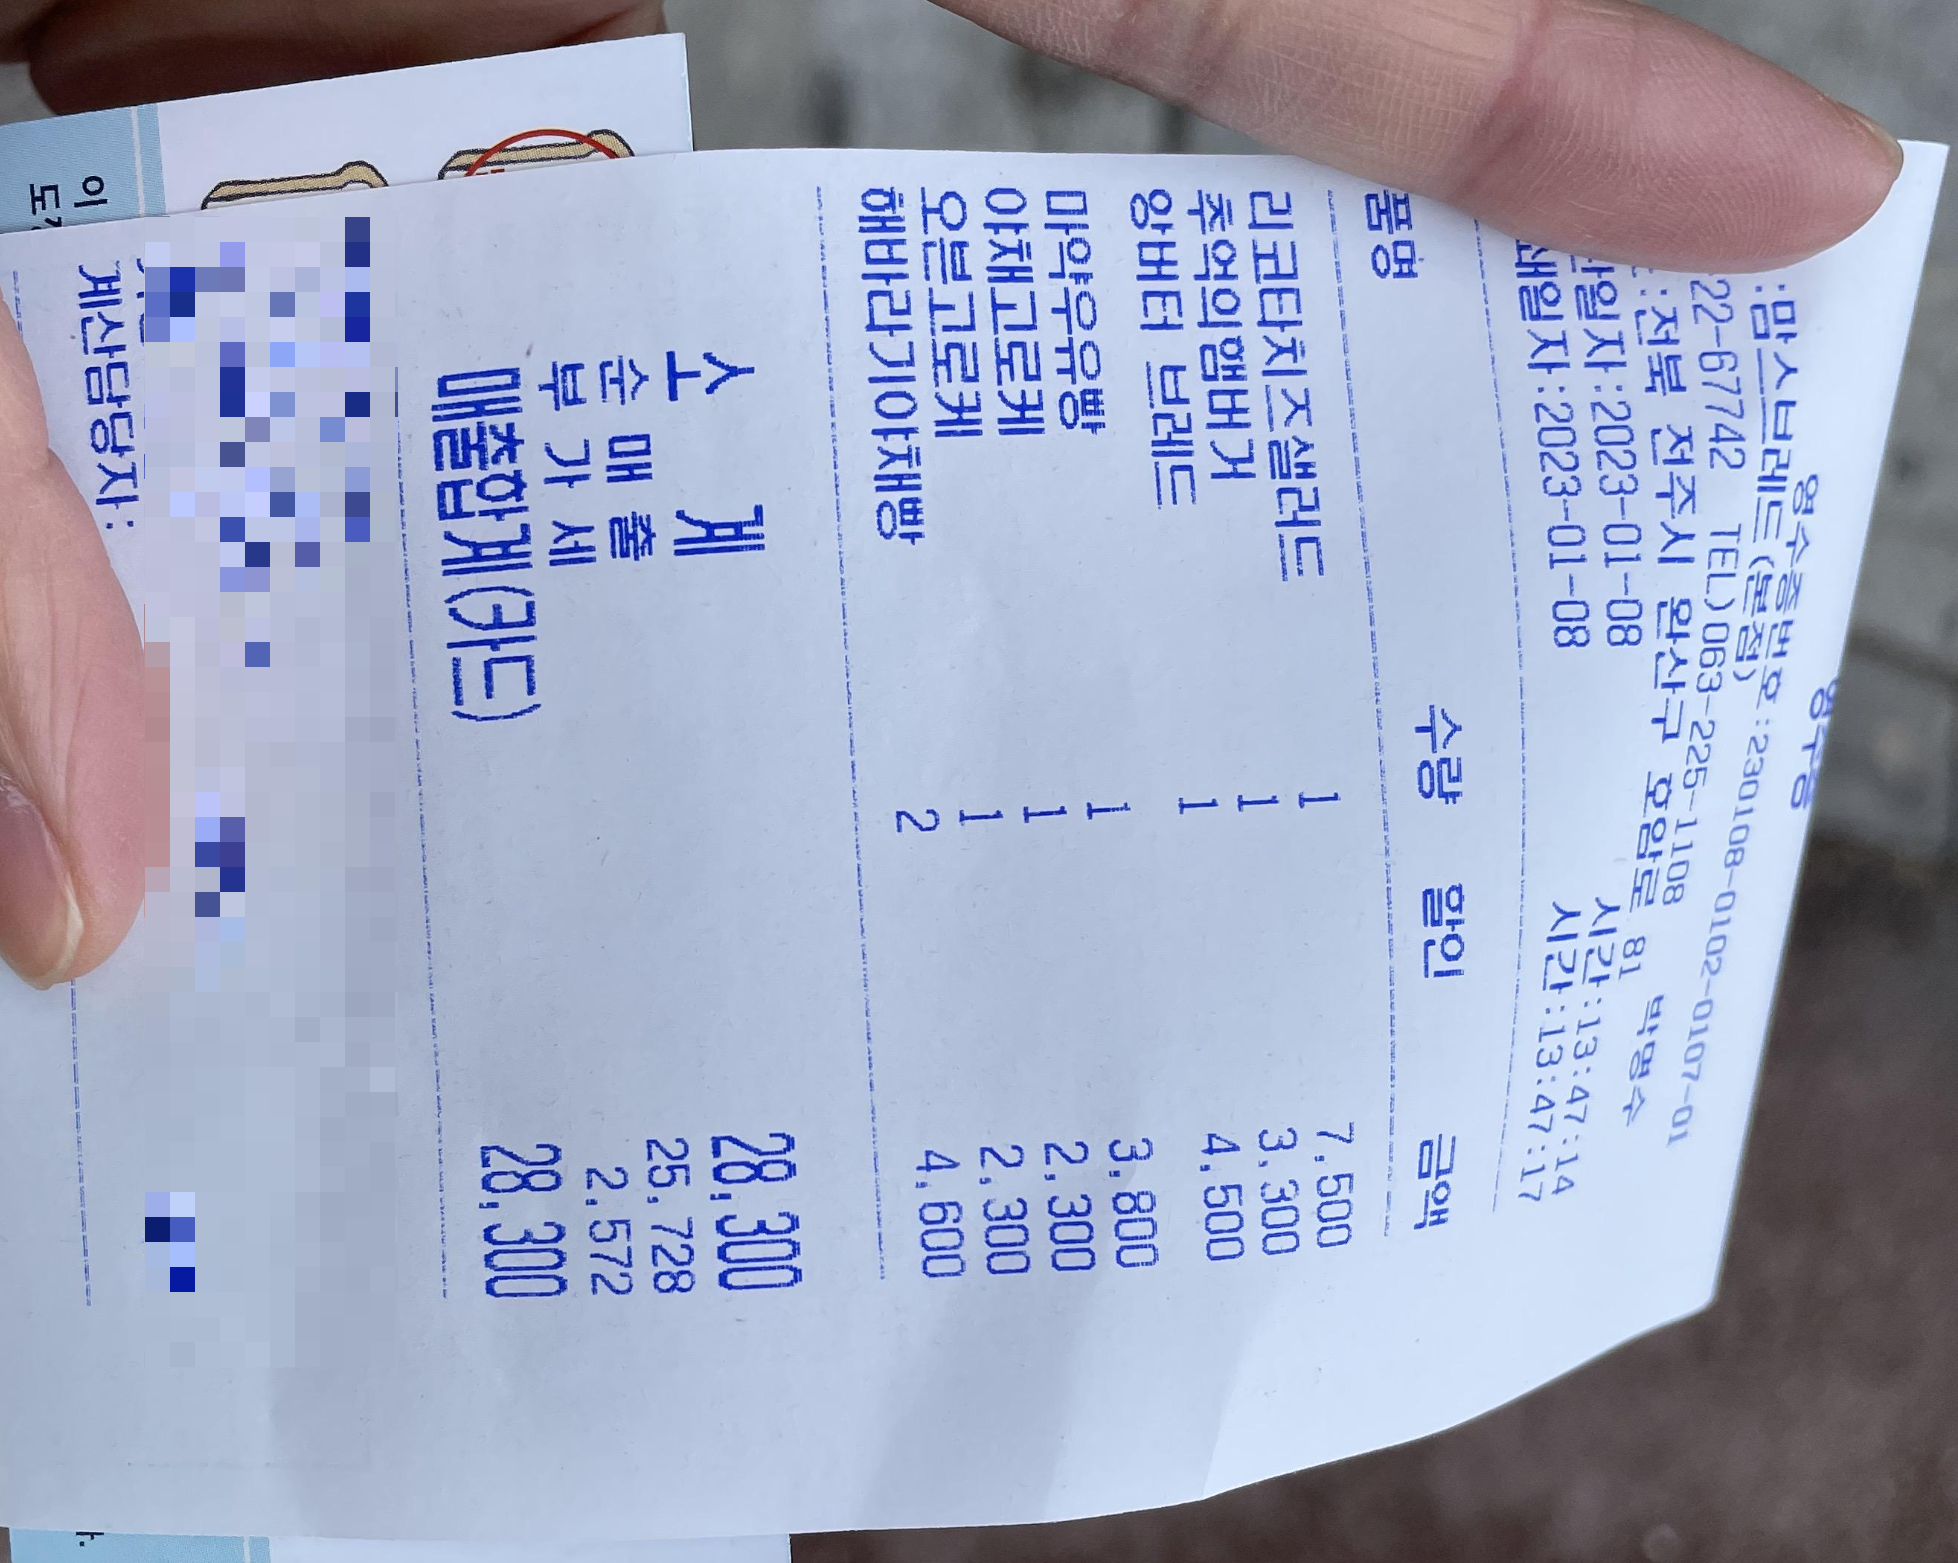 영수증
영수증번호:230108-0102-0107-01
:맘스브레드(본점)
22-67742 TEL)063-225-1108
:전북 전주시 완산구 호암로 81 박명수
일자:2023-01-08 시간:13:47:14
매일자:2023-01-08 시간:13:47:17
품명 수량 할인 금액
리코타치즈샐러드 1 7,500
추억의햄버거 1 3,300
앙버터 브레드 1 4,500
마약우유빵 1 3,800
야채고로케 1 2,300
오븐고로케 1 2,300
해바라기야채빵 2 4,600
소 계 28,300
순 매 출 25,728
부 가 세 2,572
매출합계(카드) 28,300
계산담당자:
이
도